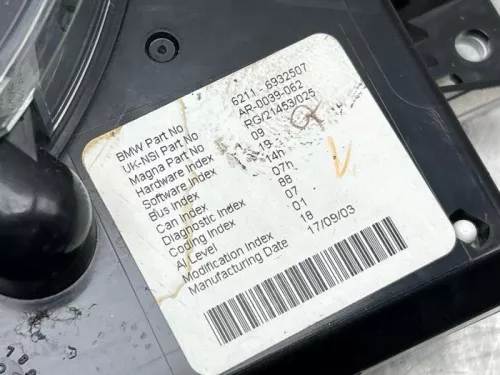 BMW Part No 6211 - 6932507
UK-NSI Part No AR-0039-062
Magna Part No RG/21453/025
Hardware Index 09
Software Index 19
Bus Index 14h
Can Index 07h
Diagnostic Index 88
Coding Index 07
AI Level 01
Modification Index 18
Manufacturing Date 17/09/03